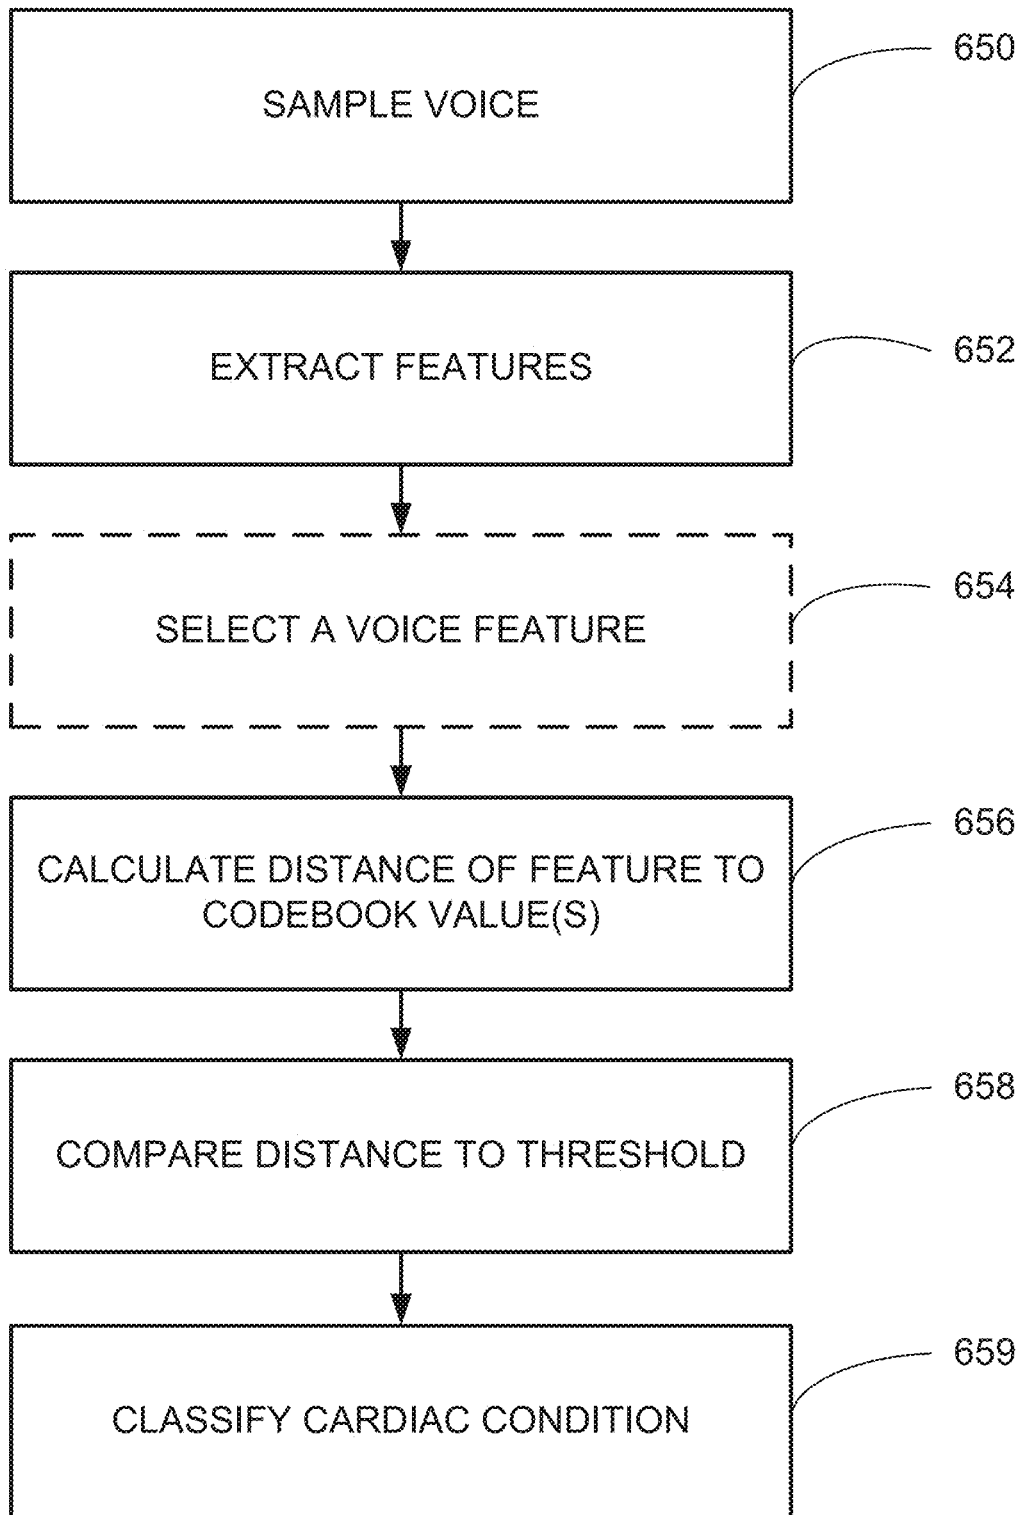 SAMPLE VOICE
650
EXTRACT FEATURES
652
SELECT A VOICE FEATURE
654
CALCULATE DISTANCE OF FEATURE TO
CODEBOOK VALUE(S)
656
COMPARE DISTANCE TO THRESHOLD
658
CLASSIFY CARDIAC CONDITION
659